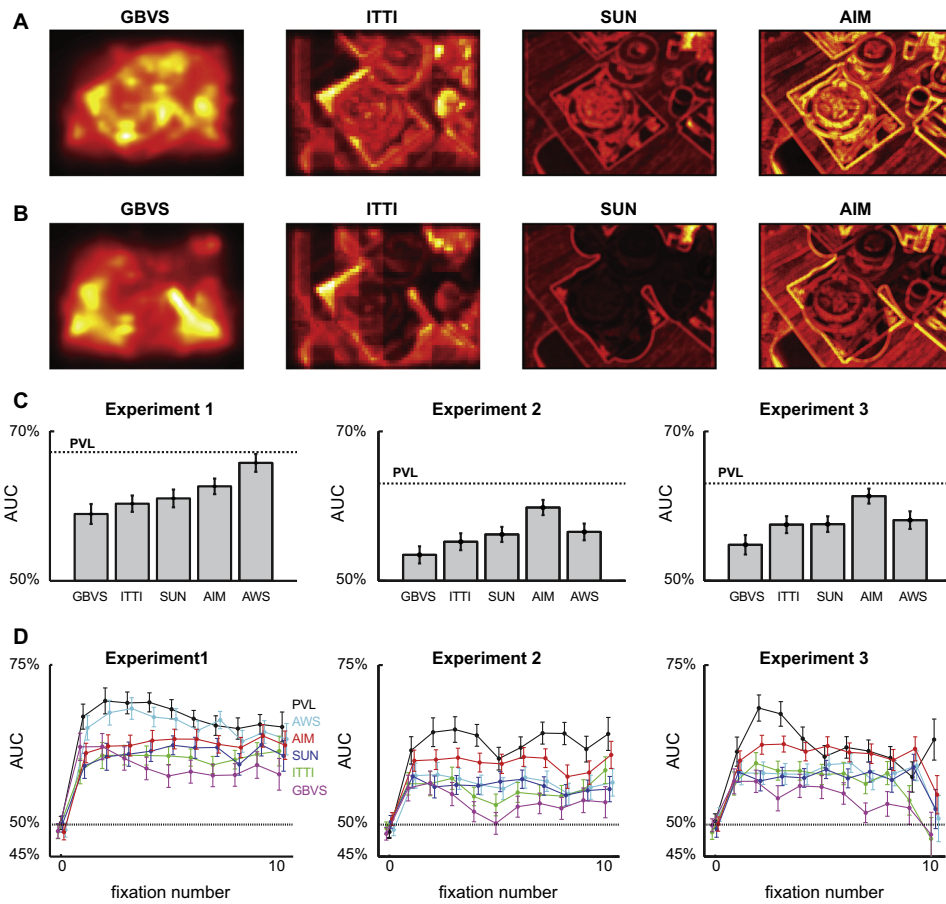 A
GBVS ITTI SUN AIM
B
GBVS ITTI SUN AIM
C
Experiment 1 Experiment 2 Experiment 3
70% 70% 70%
PVL PVL PVL
AUC AUC AUC
50% 50% 50%
GBVS ITTI SUN AIM AWS GBVS ITTI SUN AIM AWS GBVS ITTI SUN AIM AWS
D
Experiment1 Experiment 2 Experiment 3
75% 75% 75%
PVL
AWS
AIM
SUN
ITTI
GBVS
AUC AUC AUC
50% 50% 50%
45% 45% 45%
0 10 0 10 0 10
fixation number fixation number fixation number